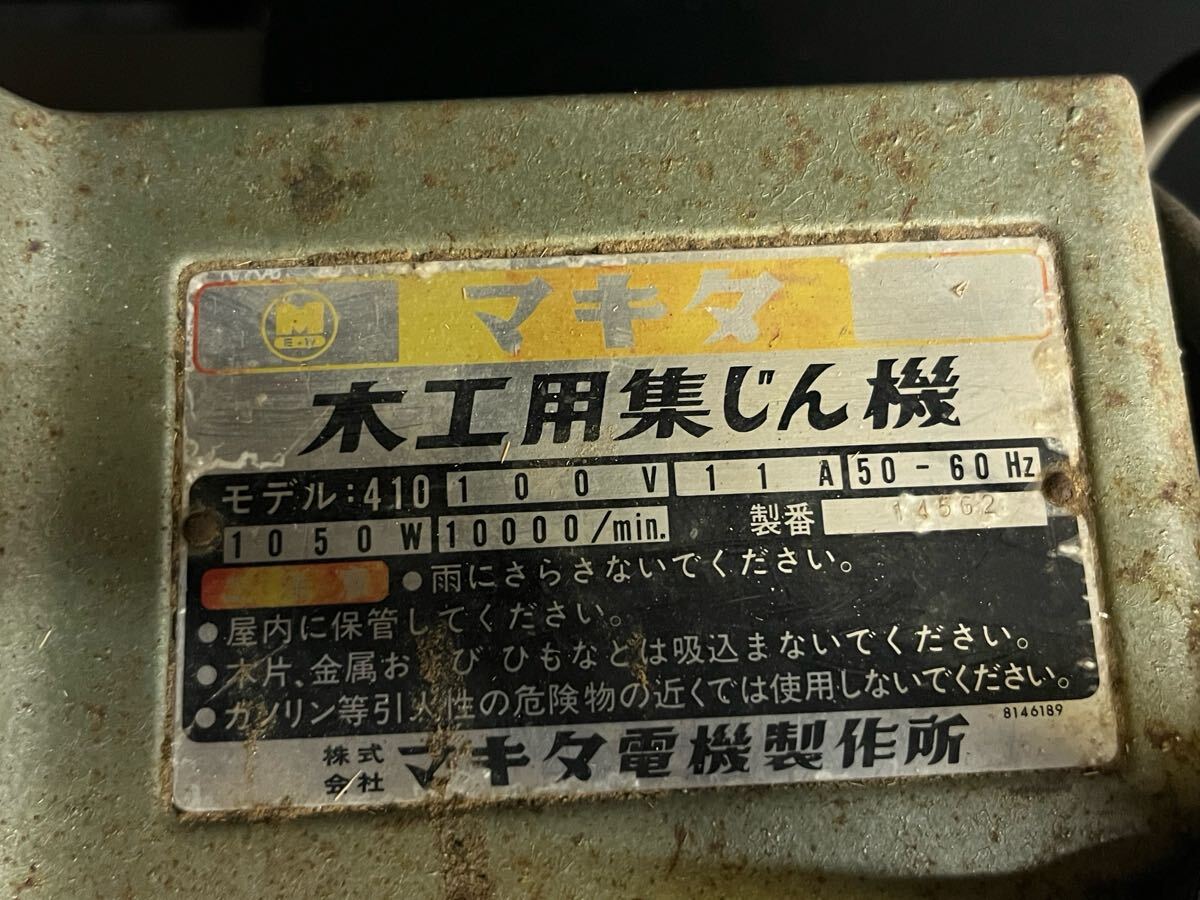 マキタ
木工用集じん機
モデル:410 100V 11A 50-60Hz
1050W 10000/min. 製番 14562
●雨にさらさないでください。
●屋内に保管してください。
●木片、金属および ひもなどは吸込まないでください。
●ガソリン等引火性の危険物の近くでは使用しないでください。
8146189
株式会社 マキタ電機製作所